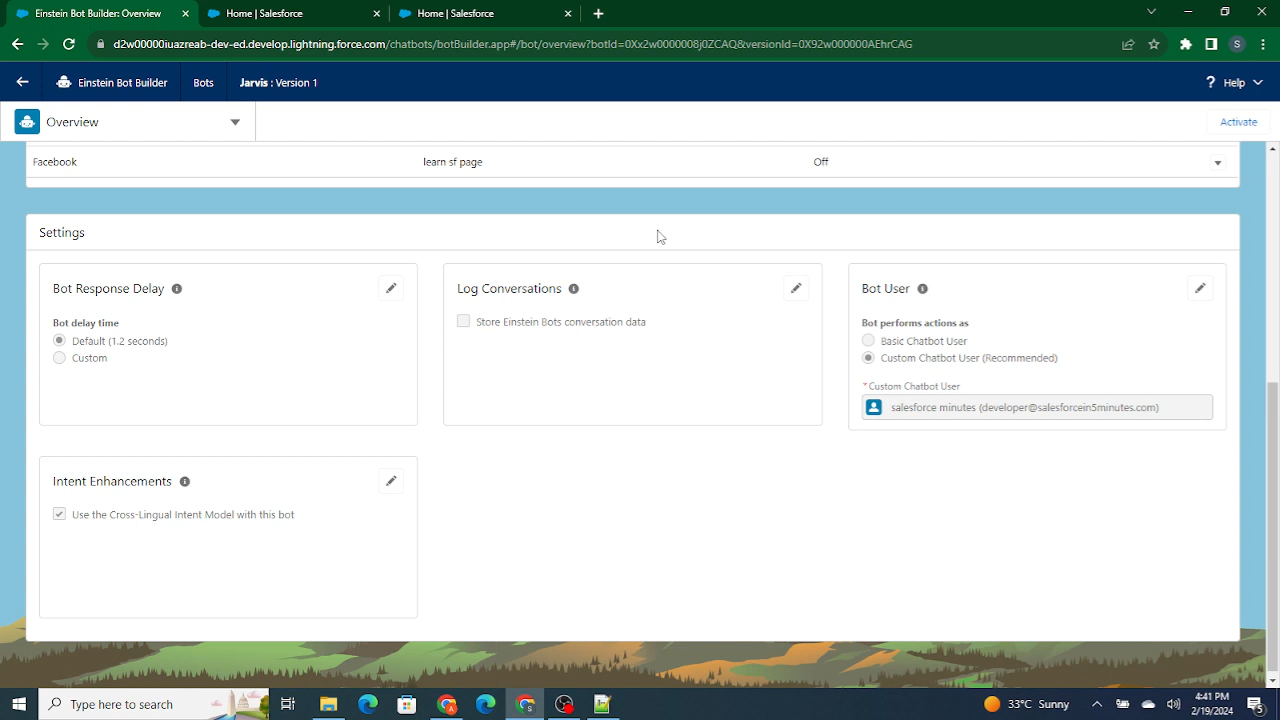 Einstein Bot Builder: Overview
Home | Salesforce
Home | Salesforce
d2w00000iuazreab-dev-ed.develop.lightning.force.com/chatbots/botBuilder.app#/bot/overview?botId=0Xx2w0000008j0ZCAQ&versionId=0X92w000000AEhrCAG
S
Einstein Bot Builder
Bots
Jarvis : Version 1
? Help
Overview
Activate
Facebook
learn sf page
Off
Settings
Bot Response Delay
Bot delay time
Default (1.2 seconds)
Custom
Log Conversations
Store Einstein Bots conversation data
Bot User
Bot performs actions as
Basic Chatbot User
Custom Chatbot User (Recommended)
*Custom Chatbot User
salesforce minutes (developer@salesforcein5minutes.com)
Intent Enhancements
Use the Cross-Lingual Intent Model with this bot
Type here to search
33°C Sunny
4:41 PM
2/19/2024
5